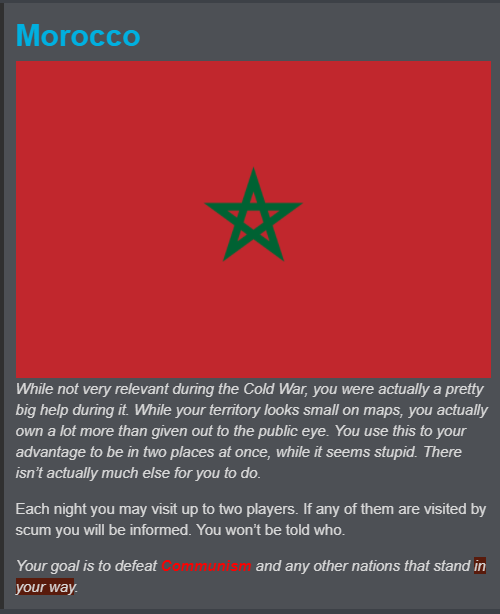 Morocco
While not very relevant during the Cold War, you were actually a pretty
big help during it. While your territory looks small on maps, you actually
own a lot more than given out to the public eye. You use this to your
advantage to be in two places at once, while it seems stupid. There
isn’t actually much else for you to do.
Each night you may visit up to two players. If any of them are visited by
scum you will be informed. You won’t be told who.
Your goal is to defeat Communism and any other nations that stand in
your way.